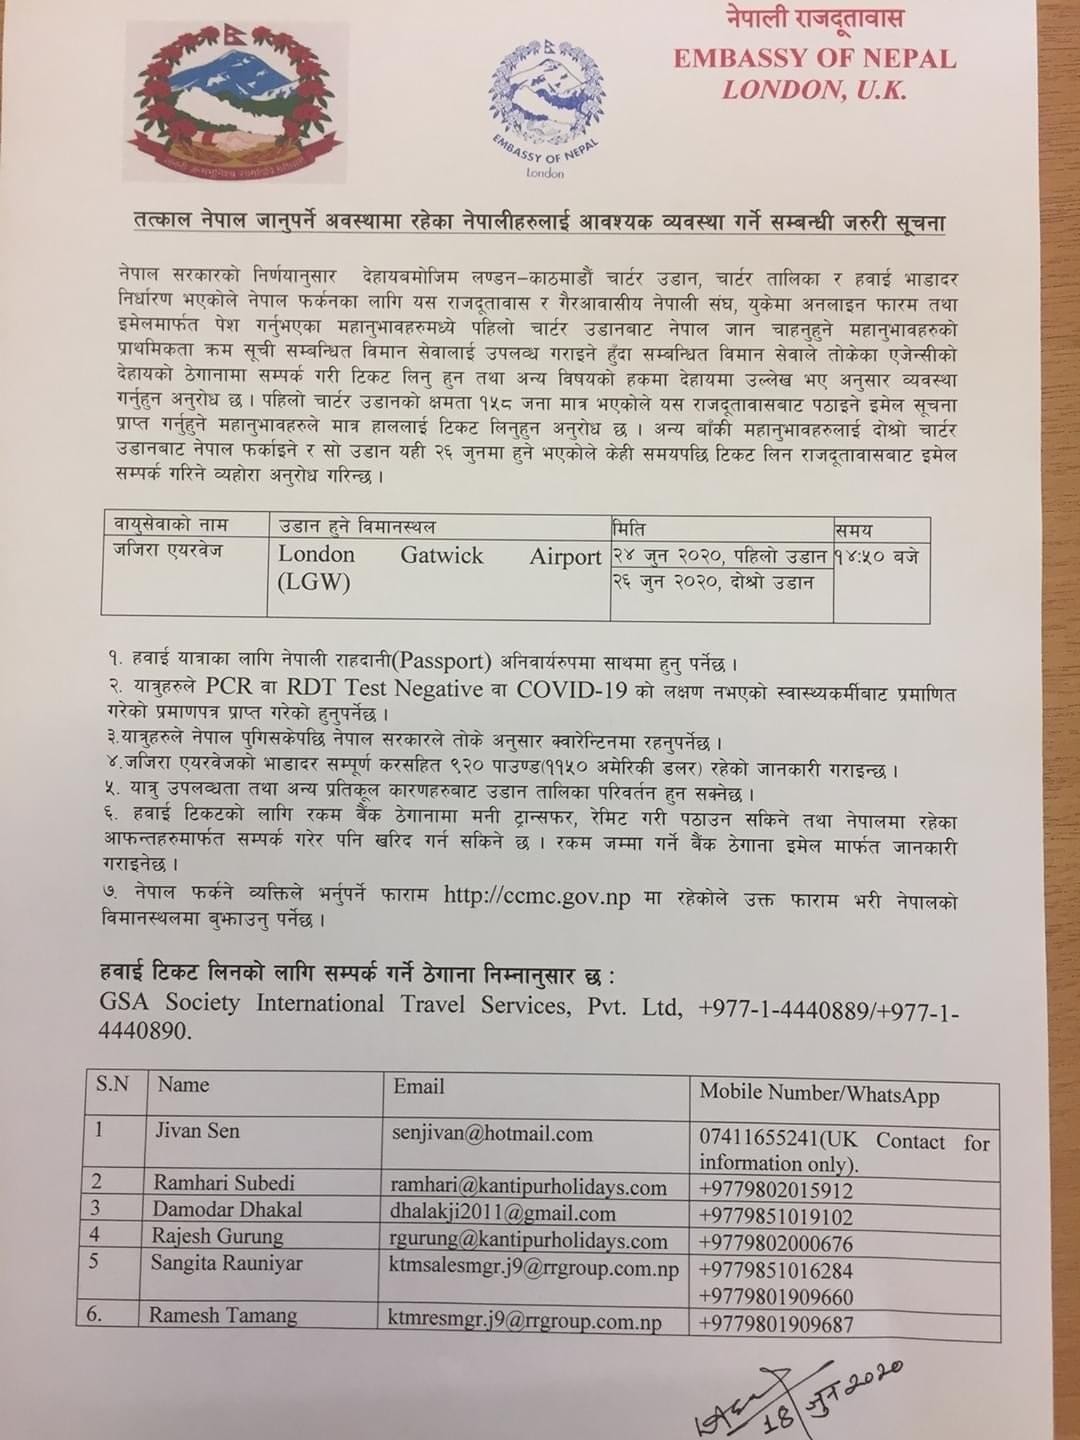 नेपाली राजदूतावास
EMBASSY OF NEPAL
LONDON, U.K.
EMBASSY OF NEPAL
London
तत्काल नेपाल जानुपर्ने अवस्थामा रहेका नेपालीहरुलाई आवश्यक व्यवस्था गर्ने सम्बन्धी जरुरी सूचना
नेपाल सरकारको निर्णयानुसार देहायबमोजिम लण्डन-काठमाडौं चार्टर उडान, चार्टर तालिका र हवाई भाडादर
निर्धारण भएकोले नेपाल फर्कनका लागि यस राजदूतावास र गैरआवासीय नेपाली संघ, युकेमा अनलाइन फारम तथा
इमेलमार्फत पेश गर्नुभएका महानुभावहरुमध्ये पहिलो चार्टर उडानबाट नेपाल जान चाहनुहुने महानुभावहरुको
प्राथमिकता क्रम सूची सम्बन्धित विमान सेवालाई उपलब्ध गराइने हुँदा सम्बन्धित विमान सेवाले तोकेका एजेन्सीको
देहायको ठेगानामा सम्पर्क गरी टिकट लिनु हुन तथा अन्य विषयको हकमा देहायमा उल्लेख भए अनुसार व्यवस्था
गर्नुहुन अनुरोध छ । पहिलो चार्टर उडानको क्षमता १५८ जना मात्र भएकोले यस राजदूतावासबाट पठाइने इमेल सूचना
प्राप्त गर्नुहुने महानुभावहरुले मात्र हाललाई टिकट लिनुहुन अनुरोध छ । अन्य बाँकी महानुभावहरुलाई दोश्रो चार्टर
उडानबाट नेपाल फर्काइने र सो उडान यही २६ जुनमा हुने भएकोले केही समयपछि टिकट लिन राजदूतावासबाट इमेल
सम्पर्क गरिने व्यहोरा अनुरोध गरिन्छ ।
वायुसेवाको नाम उडान हुने विमानस्थल मिति समय
जजिरा एयरवेज London Gatwick Airport २४ जुन २०२०, पहिलो उडान १४:५० बजे
(LGW) २६ जुन २०२०, दोश्रो उडान
१. हवाई यात्राका लागि नेपाली राहदानी(Passport) अनिवार्यरुपमा साथमा हुनु पर्नेछ ।
२. यात्रुहरुले PCR वा RDT Test Negative वा COVID-19 को लक्षण नभएको स्वास्थ्यकर्मीबाट प्रमाणित
गरेको प्रमाणपत्र प्राप्त गरेको हुनुपर्नेछ ।
३.यात्रुहरुले नेपाल पुगिसकेपछि नेपाल सरकारले तोके अनुसार क्वारेन्टिनमा रहनुपर्नेछ ।
४.जजिरा एयरवेजको भाडादर सम्पूर्ण करसहित ९२० पाउण्ड(११५० अमेरिकी डलर) रहेको जानकारी गराइन्छ ।
५. यात्रु उपलब्धता तथा अन्य प्रतिकूल कारणहरुबाट उडान तालिका परिवर्तन हुन सक्नेछ ।
६. हवाई टिकटको लागि रकम बैंक ठेगानामा मनी ट्रान्सफर, रेमिट गरी पठाउन सकिने तथा नेपालमा रहेका
आफन्तहरुमार्फत सम्पर्क गरेर पनि खरिद गर्न सकिने छ । रकम जम्मा गर्ने बैंक ठेगाना इमेल मार्फत जानकारी
गराइनेछ ।
७. नेपाल फर्कने व्यक्तिले भर्नुपर्ने फाराम http://ccmc.gov.np मा रहेकोले उक्त फाराम भरी नेपालको
विमानस्थलमा बुझाउनु पर्नेछ ।
हवाई टिकट लिनको लागि सम्पर्क गर्ने ठेगाना निम्नानुसार छ :
GSA Society International Travel Services, Pvt. Ltd, +977-1-4440889/+977-1-
4440890.
S.N Name Email Mobile Number/WhatsApp
1 Jivan Sen senjivan@hotmail.com 07411655241(UK Contact for
information only).
2 Ramhari Subedi ramhari@kantipurholidays.com +9779802015912
3 Damodar Dhakal dhalakji2011@gmail.com +9779851019102
4 Rajesh Gurung rgurung@kantipurholidays.com +9779802000676
5 Sangita Rauniyar ktmsalesmgr.j9@rrgroup.com.np +9779851016284
+9779801909660
6. Ramesh Tamang ktmresmgr.j9@rrgroup.com.np +9779801909687
18 जुन 2020